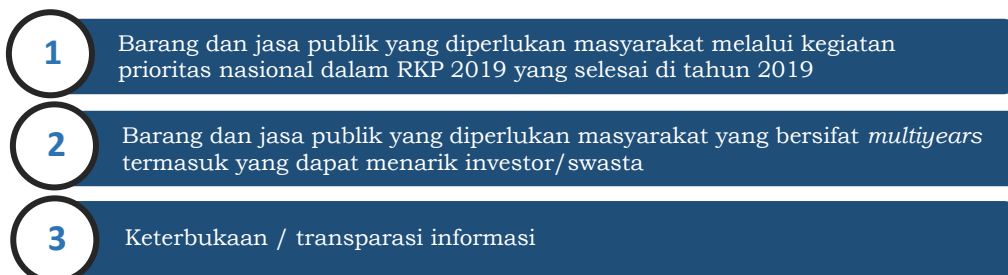 1
Barang dan jasa publik yang diperlukan masyarakat melalui kegiatan
prioritas nasional dalam RKP 2019 yang selesai di tahun 2019
2
Barang dan jasa publik yang diperlukan masyarakat yang bersifat multiyears
termasuk yang dapat menarik investor/swasta
3
Keterbukaan / transparasi informasi